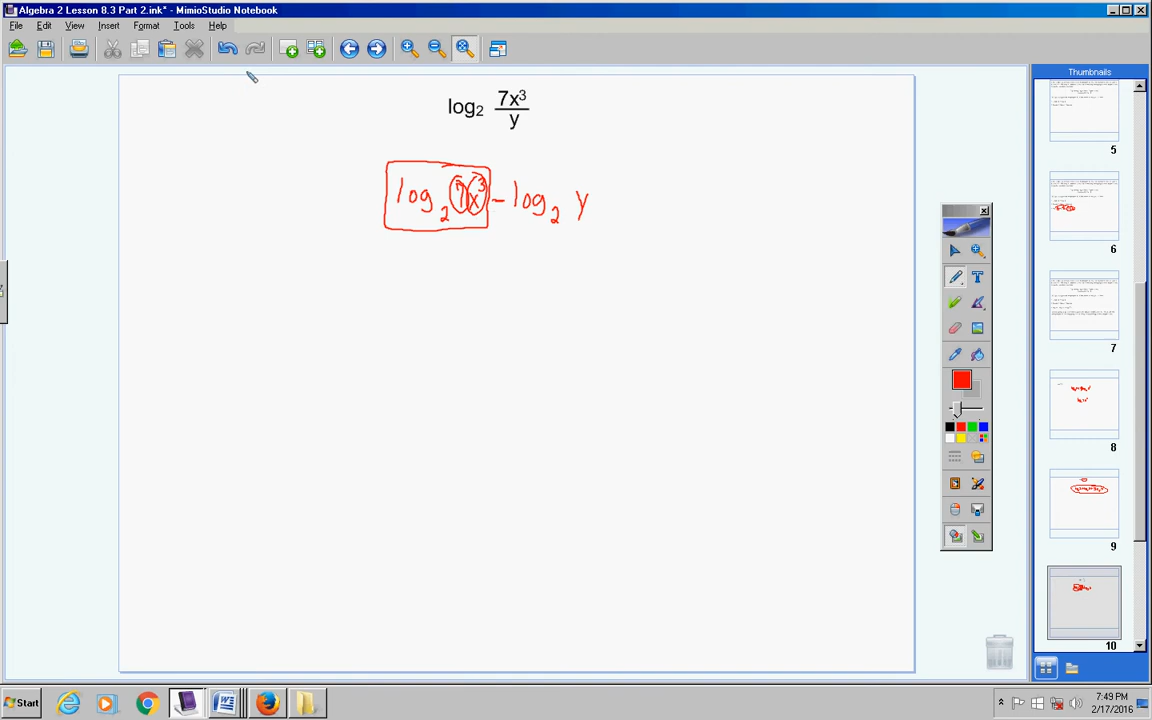 Algebra 2 Lesson 8.3 Part 2.ink* - MimioStudio Notebook
File Edit View Insert Format Tools Help
Thumbnails
log₂ 7x³/y
log₂ 7x³ - log₂ y
5
6
7
8
9
10
Start
7:49 PM
2/17/2016